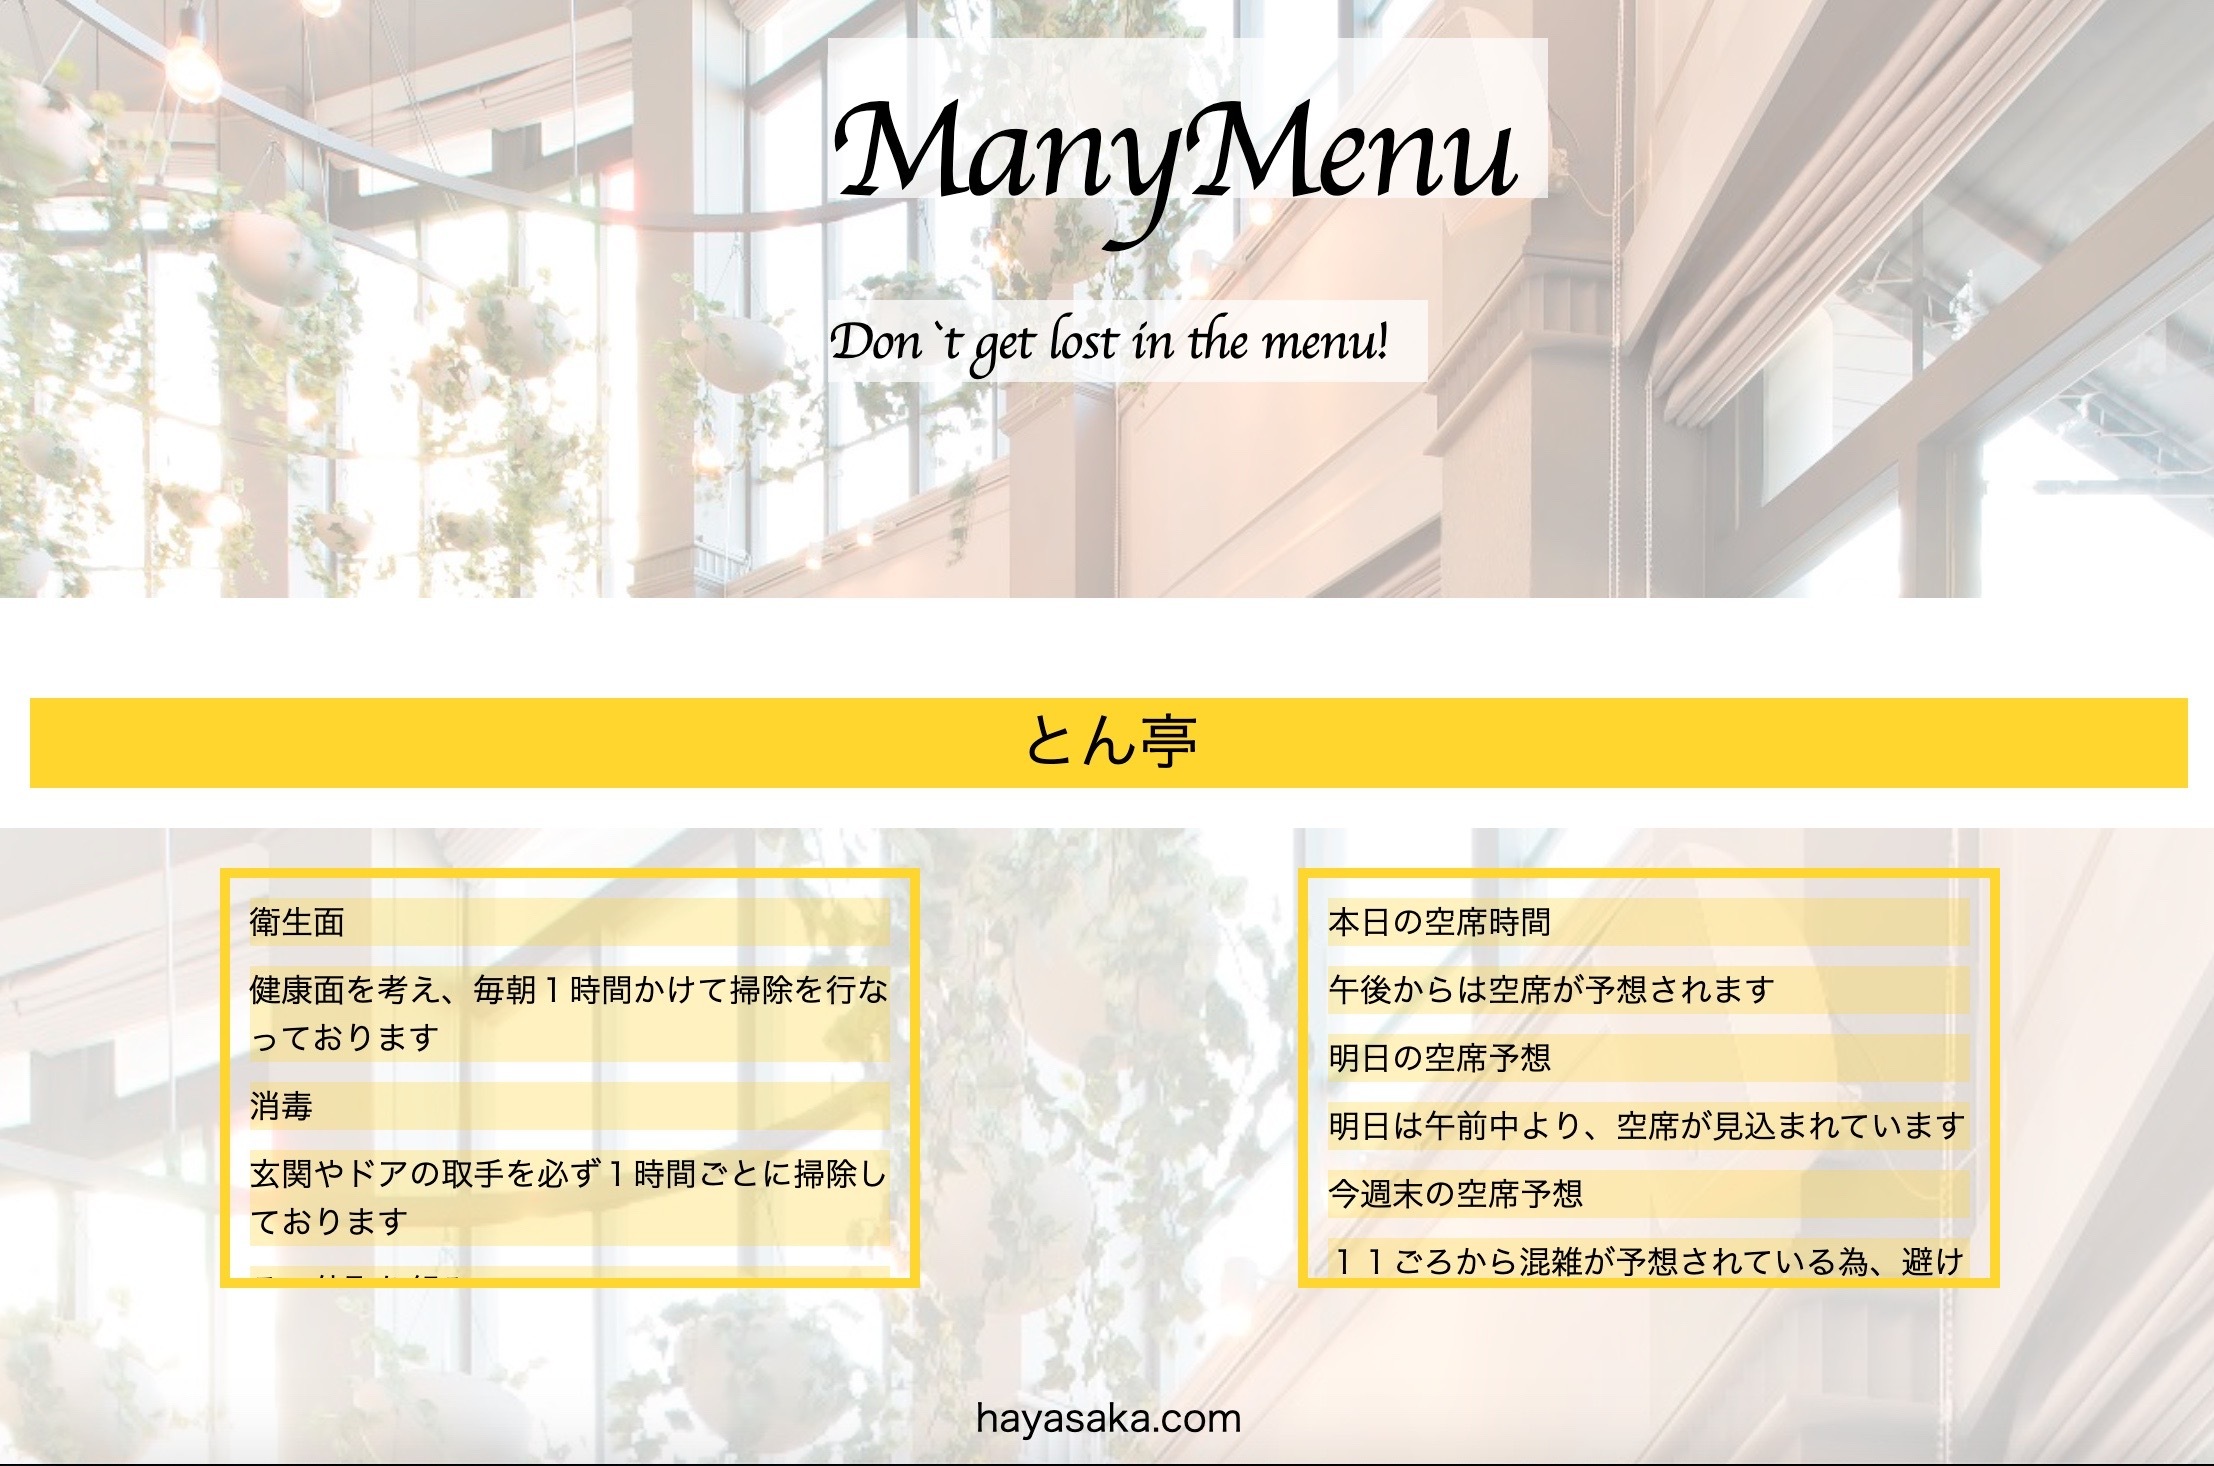 ManyMenu
Don`t get lost in the menu!
とん亭
衛生面
健康面を考え、毎朝１時間かけて掃除を行な
っております
消毒
玄関やドアの取手を必ず１時間ごとに掃除し
ております
本日の空席時間
午後からは空席が予想されます
明日の空席予想
明日は午前中より、空席が見込まれています
今週末の空席予想
１１ごろから混雑が予想されている為、避け
hayasaka.com